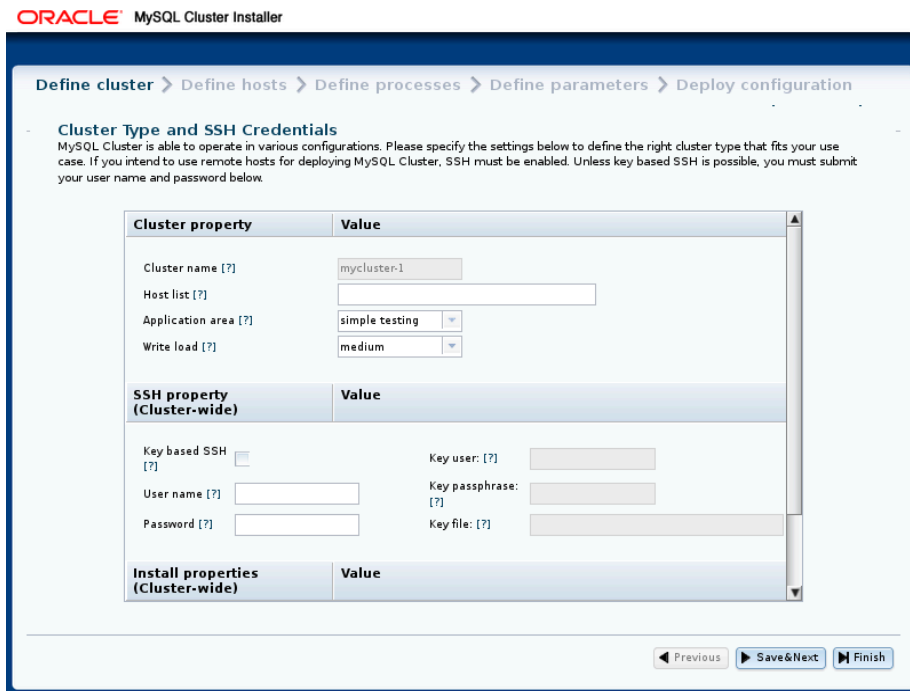 ORACLE® MySQL Cluster Installer
Define cluster > Define hosts > Define processes > Define parameters > Deploy configuration
Cluster Type and SSH Credentials
MySQL Cluster is able to operate in various configurations. Please specify the settings below to define the right cluster type that fits your use
case. If you intend to use remote hosts for deploying MySQL Cluster, SSH must be enabled. Unless key based SSH is possible, you must submit
your user name and password below.
Cluster property Value
Cluster name [?] mycluster-1
Host list [?]
Application area [?] simple testing
Write load [?] medium
SSH property
(Cluster-wide) Value
Key based SSH
[?]
Key user: [?]
User name [?]
Key passphrase:
[?]
Password [?]
Key file: [?]
Install properties
(Cluster-wide) Value
Previous Save&Next Finish